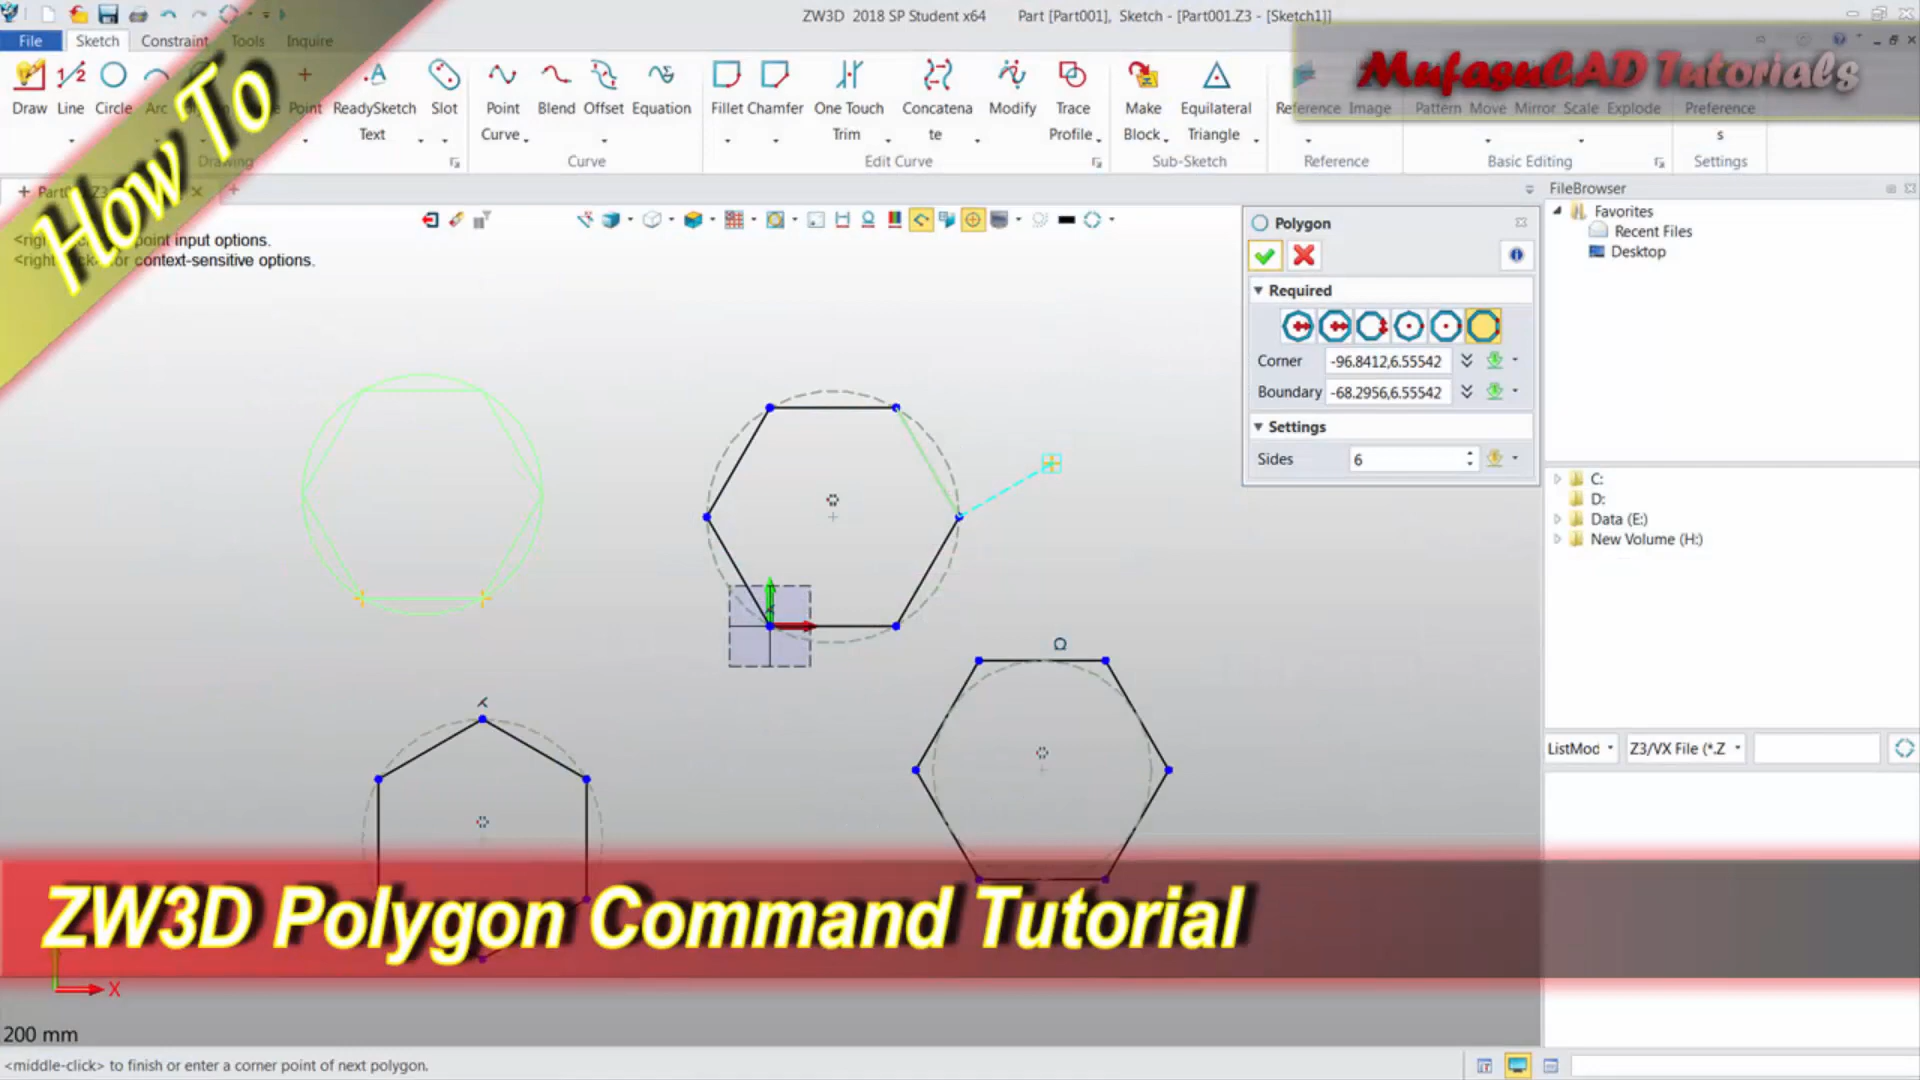 ZW3D 2018 SP Student x64 Part [Part001], Sketch - [Part001.Z3 - [Sketch1]]
File Sketch Constraint Tools Inquire
MufasuCAD Tutorials
How To
Draw Line Circle Arc Point ReadySketch Text Slot
Point Curve Blend Offset Equation
Fillet Chamfer One Touch Trim Concatenate Modify Trace Profile
Make Block Equilateral Triangle
Reference Image
Pattern Move Mirror Scale Explode
Preferences
Drawing Curve Edit Curve Sub-Sketch Reference Basic Editing Settings
FileBrowser
point input options.
context-sensitive options.
Polygon
Required
Corner -96.8412,6.55542
Boundary -68.2956,6.55542
Settings
Sides 6
Favorites
Recent Files
Desktop
C:
D:
Data (E:)
New Volume (H:)
ListMod Z3/VX File (*.Z
ZW3D Polygon Command Tutorial
X
200 mm
<middle-click> to finish or enter a corner point of next polygon.